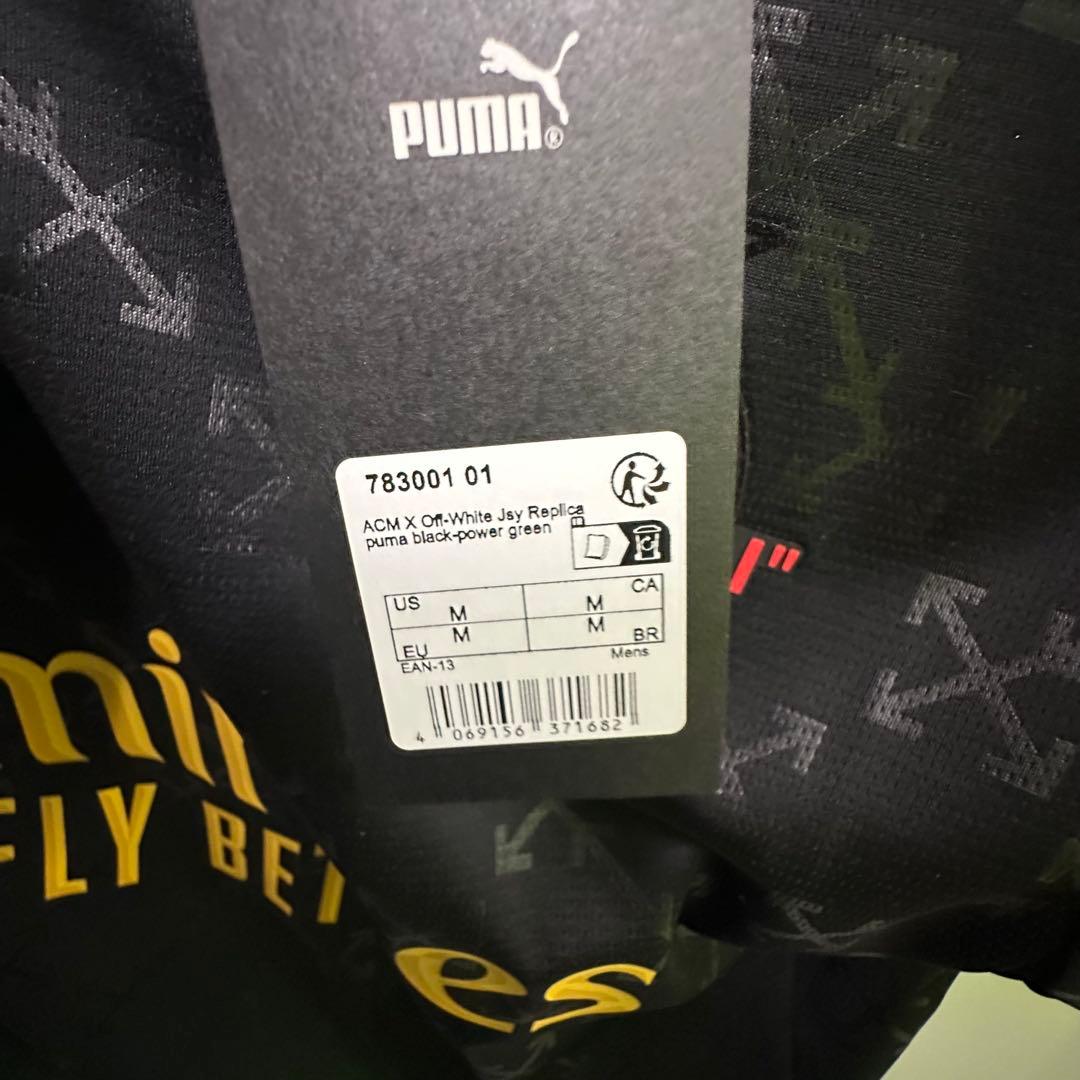 PUMA®
783001 01
ACM X Off-White Jsy Replica
puma black-power green
US M M CA
EU M M BR
EAN-13 Mens
4 069156 371682
FLY BET
es